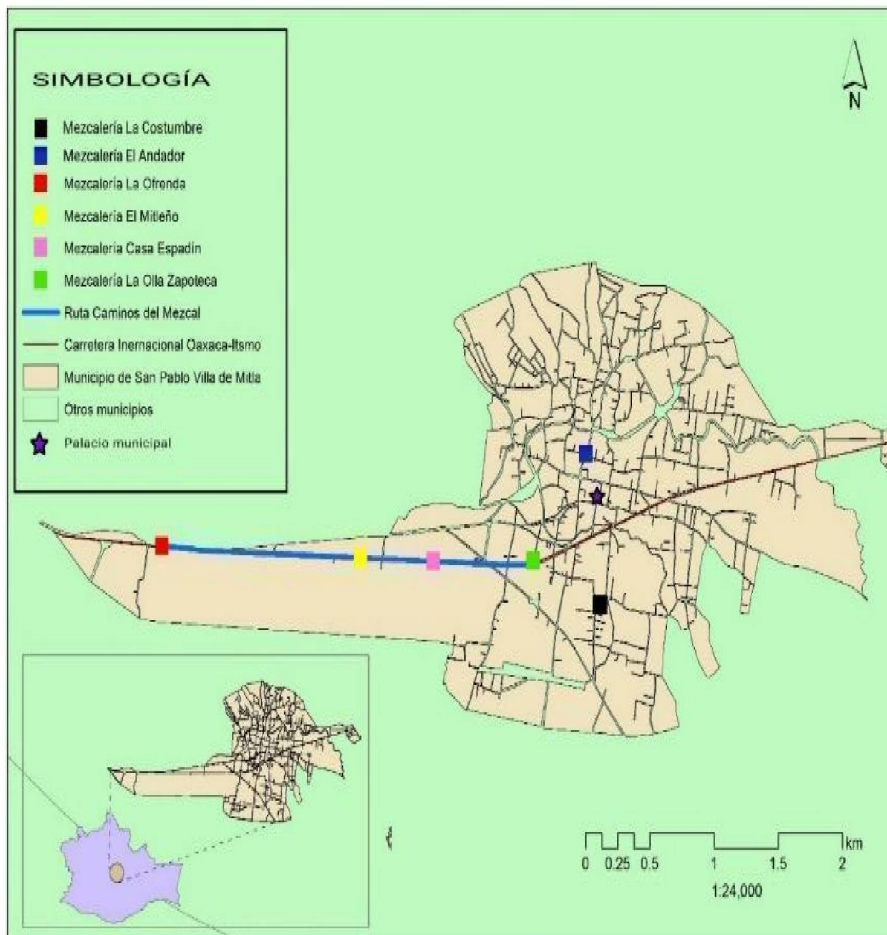 SIMBOLOGÍA
Mezcalería La Costumbre
Mezcalería El Andador
Mezcalería La Ofrenda
Mezcalería El Mitleño
Mezcalería Casa Espadín
Mezcalería La Olla Zapoteca
Ruta Caminos del Mezcal
Carretera Inernacional Oaxaca-Itsmo
Municipio de San Pablo Villa de Mitla
Otros municipios
Palacio municipal
N
km
0 0.25 0.5 1 1.5 2
1:24,000